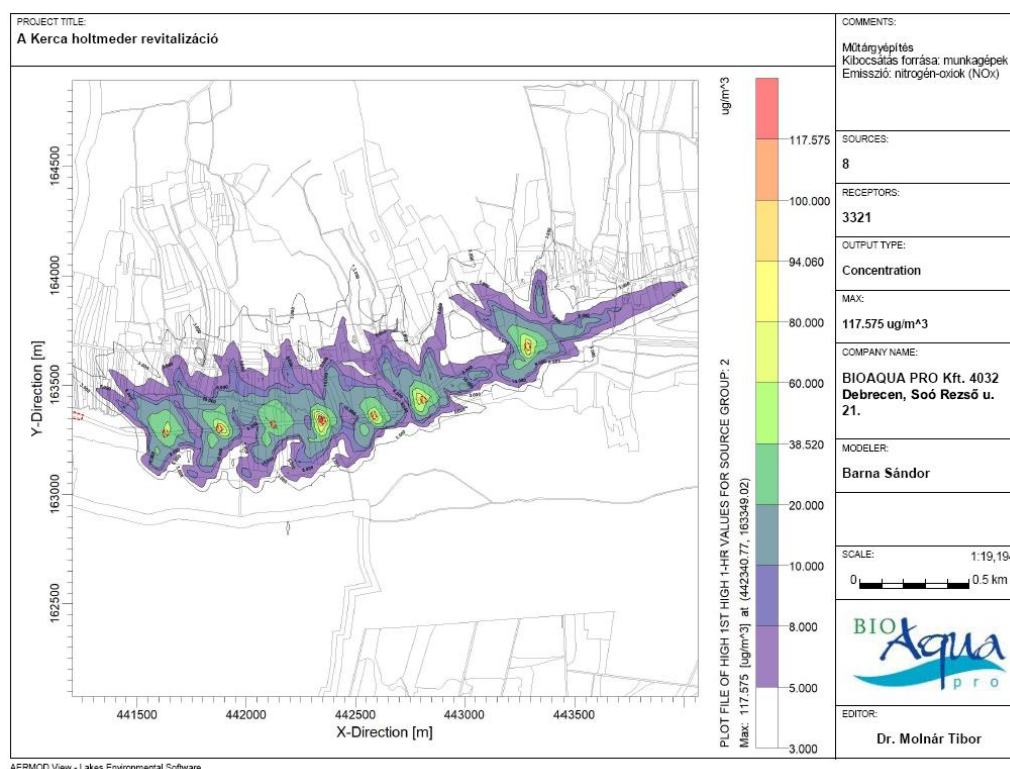 PROJECT TITLE:
A Kerca holtmeder revitalizáció
COMMENTS:
Műtárgyépítés
Kibocsátás forrása: munkagépek
Emisszió: nitrogén-oxiok (NOx)
SOURCES:
8
RECEPTORS:
3321
OUTPUT TYPE:
Concentration
MAX:
117.575 ug/m^3
COMPANY NAME:
BIOAQUA PRO Kft. 4032
Debrecen, Soó Rezső u.
21.
MODELER:
Barna Sándor
SCALE:
1:19,194
0 0.5 km
BIO Aqua pro
EDITOR:
Dr. Molnár Tibor
Y-Direction [m]
164500
164000
163500
163000
162500
441500 442000 442500 443000 443500
X-Direction [m]
PLOT FILE OF HIGH 1ST HIGH 1-HR VALUES FOR SOURCE GROUP: 2
Max: 117.575 [ug/m^3] at (442340.77, 163349.02)
ug/m^3
117.575
100.000
94.060
80.000
60.000
38.520
20.000
10.000
8.000
5.000
3.000
AERMOD View - Lakes Environmental Software